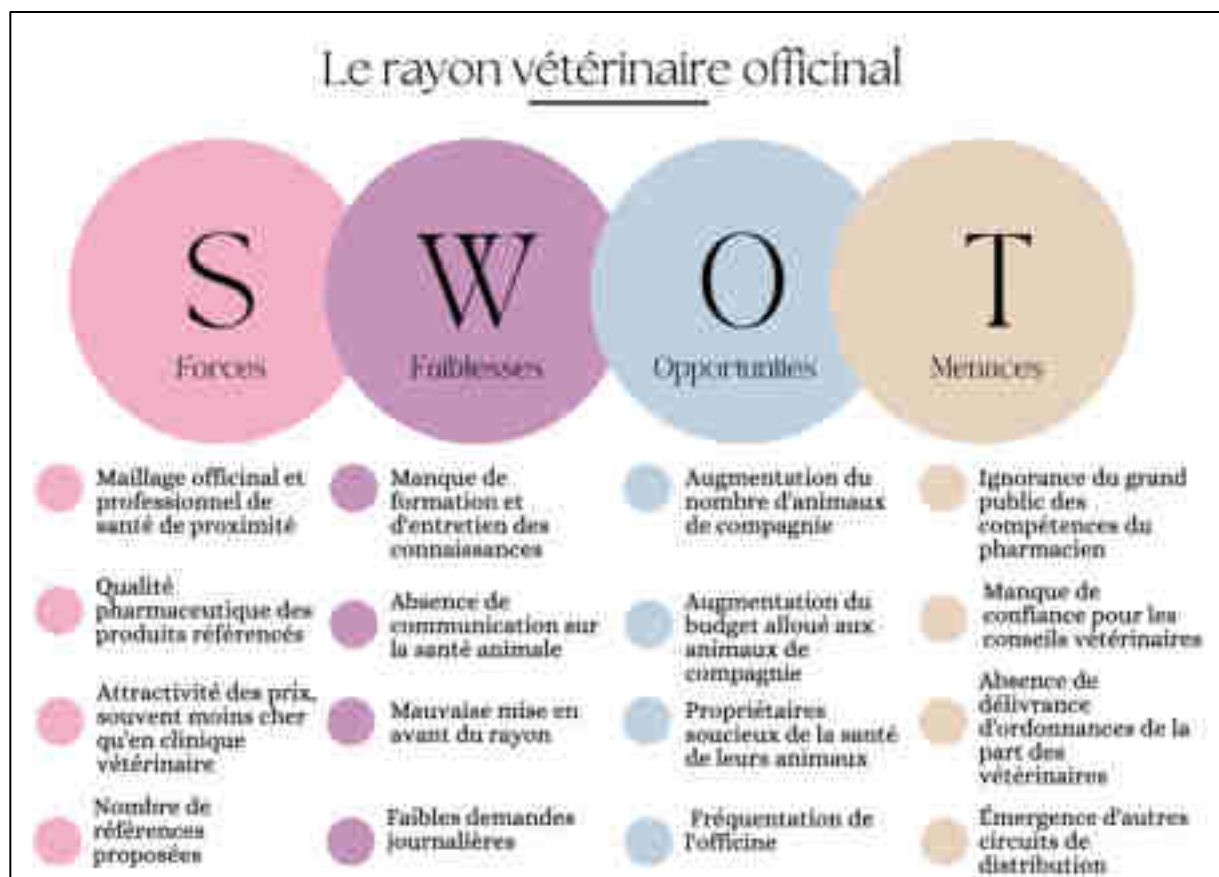 Le rayon vétérinaire officinal
S
Forces
W
Faiblesses
O
Opportunities
T
Menaces
Maillage officinal et
professionnel de
santé de proximité
Qualité
pharmaceutique des
produits référencés
Attractivité des prix,
souvent moins cher
qu'en clinique
vétérinaire
Nombre de
références
proposées
Manque de
formation et
d'entretien des
connaissances
Absence de
communication sur
la santé animale
Mauvaise mise en
avant du rayon
Faibles demandes
journalières
Augmentation du
nombre d'animaux
de compagnie
Augmentation du
budget alloué aux
animaux de
compagnie
Propriétaires
soucieux de la santé
de leurs animaux
Fréquentation de
l'officine
Ignorance du grand
public des
compétences du
pharmacien
Manque de
confiance pour les
conseils vétérinaires
Absence de
délivrance
d'ordonnances de la
part des
vétérinaires
Émergence d'autres
circuits de
distribution